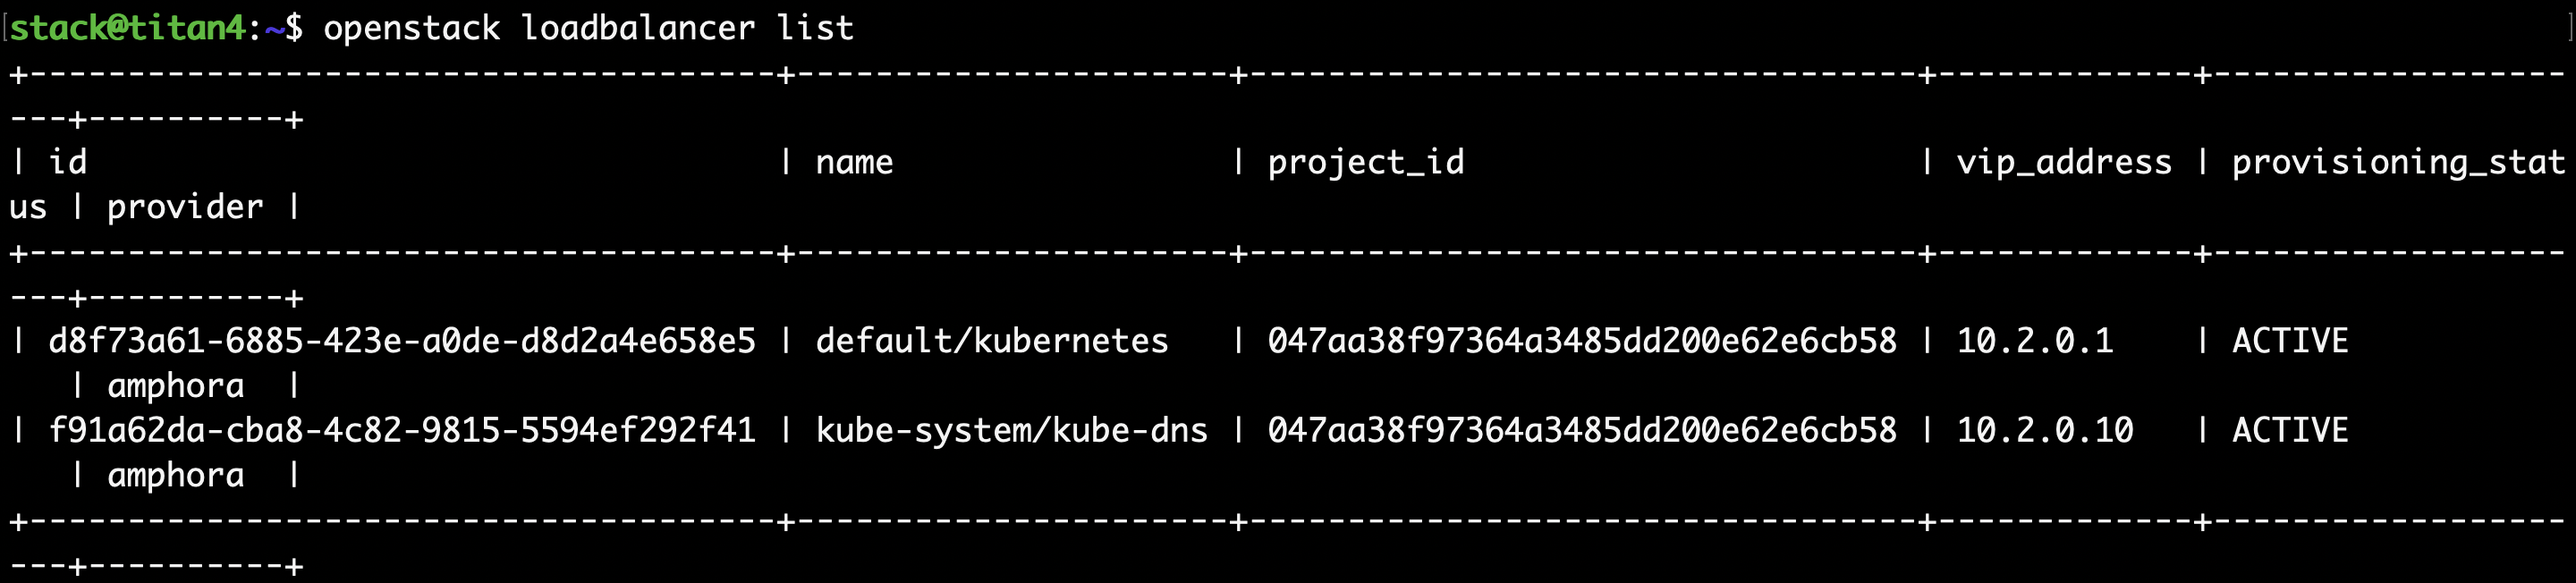 stack@titan4:~$ openstack loadbalancer list
+--------------------------------------+----------------------+----------------------------------+-------------+------------------
---+----------+
| id                                   | name                 | project_id                       | vip_address | provisioning_stat
us | provider |
+--------------------------------------+----------------------+----------------------------------+-------------+------------------
---+----------+
| d8f73a61-6885-423e-a0de-d8d2a4e658e5 | default/kubernetes   | 047aa38f97364a3485dd200e62e6cb58 | 10.2.0.1    | ACTIVE
   | amphora  |
| f91a62da-cba8-4c82-9815-5594ef292f41 | kube-system/kube-dns | 047aa38f97364a3485dd200e62e6cb58 | 10.2.0.10   | ACTIVE
   | amphora  |
+--------------------------------------+----------------------+----------------------------------+-------------+------------------
---+----------+